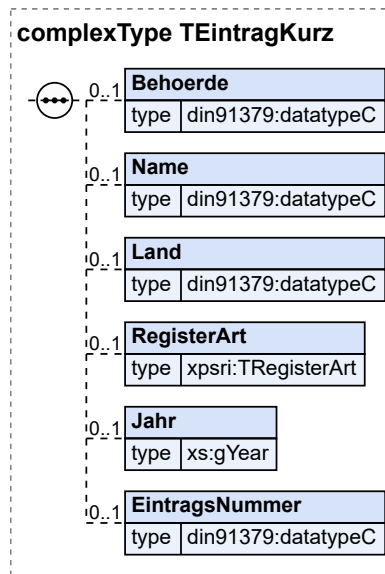 complexType TEintragKurz
0..1 Behoerde
type din91379:datatypeC
0..1 Name
type din91379:datatypeC
0..1 Land
type din91379:datatypeC
0..1 RegisterArt
type xpsri:TRegisterArt
0..1 Jahr
type xs:gYear
0..1 EintragsNummer
type din91379:datatypeC